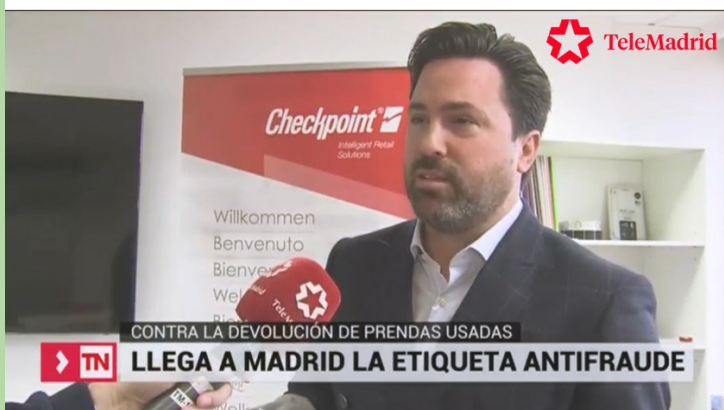 TeleMadrid
Checkpoint
Intelligent Retail
Solutions
Willkommen
Benvenuto
TeleMadrid
CONTRA LA DEVOLUCIÓN DE PRENDAS USADAS
TN
LLEGA A MADRID LA ETIQUETA ANTIFRAUDE